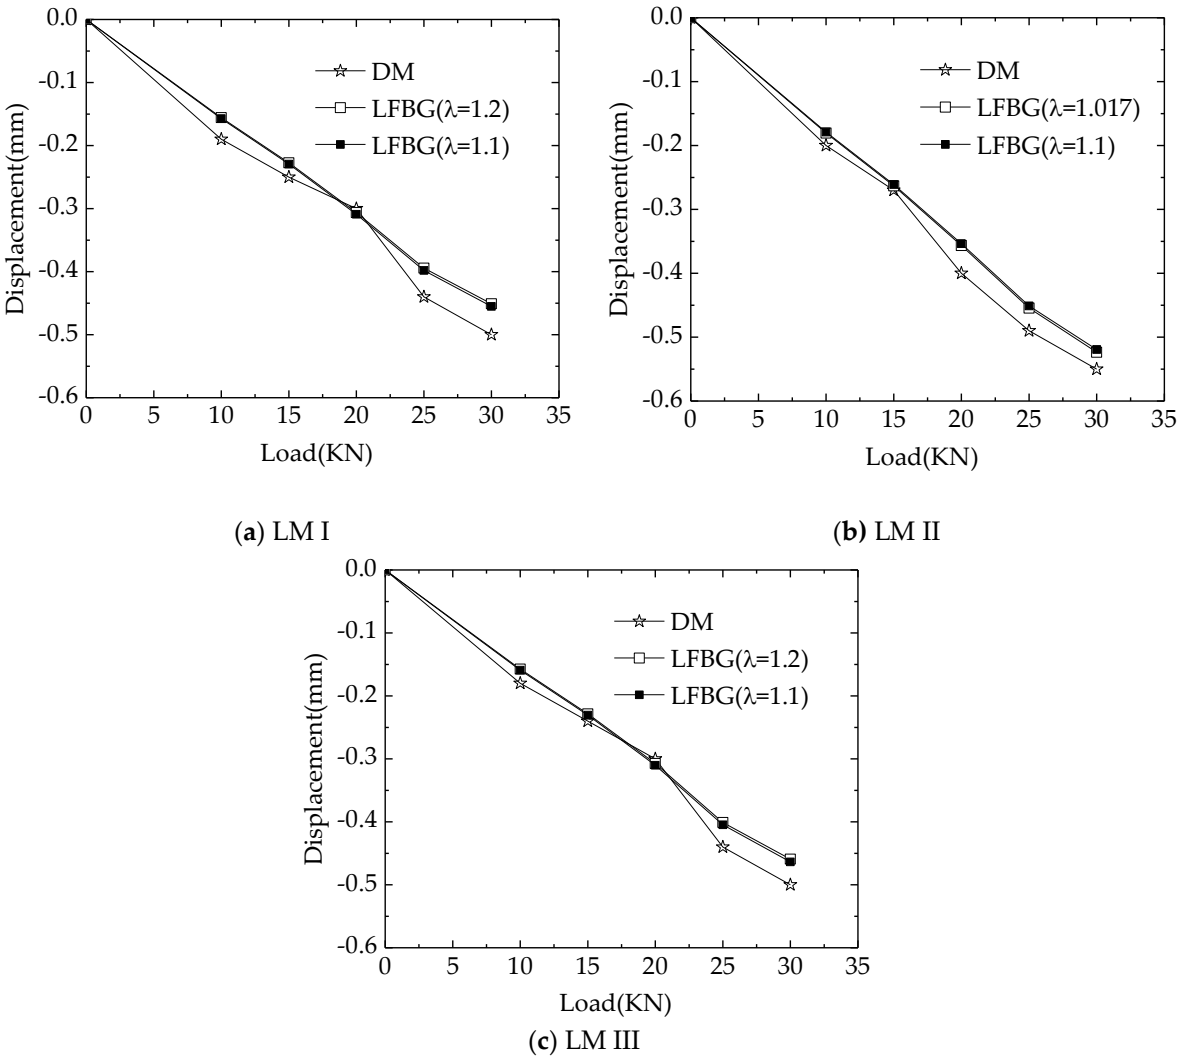 0.0
-0.1
-0.2
-0.3
-0.4
-0.5
-0.6
Displacement(mm)
DM
LFBG(λ=1.2)
LFBG(λ=1.1)
0 5 10 15 20 25 30 35
Load(KN)
(a) LM I
0.0
-0.1
-0.2
-0.3
-0.4
-0.5
-0.6
Displacement(mm)
DM
LFBG(λ=1.017)
LFBG(λ=1.1)
0 5 10 15 20 25 30 35
Load(KN)
(b) LM II
0.0
-0.1
-0.2
-0.3
-0.4
-0.5
-0.6
Displacement(mm)
DM
LFBG(λ=1.2)
LFBG(λ=1.1)
0 5 10 15 20 25 30 35
Load(KN)
(c) LM III